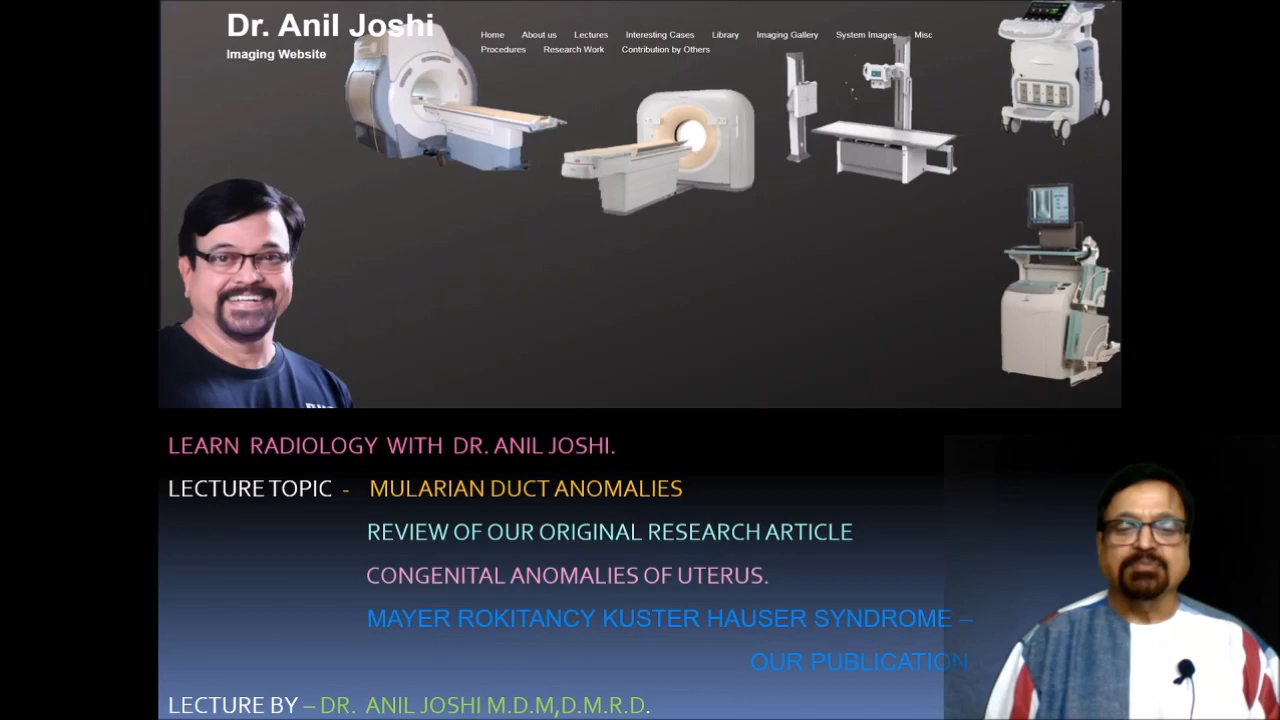 Dr. Anil Joshi
Imaging Website
Home About us Lectures Interesting Cases Library Imaging Gallery System Images Misc
Procedures Research Work Contribution by Others
LEARN RADIOLOGY WITH DR. ANIL JOSHI.
LECTURE TOPIC - MULARIAN DUCT ANOMALIES
REVIEW OF OUR ORIGINAL RESEARCH ARTICLE
CONGENITAL ANOMALIES OF UTERUS.
MAYER ROKITANCY KUSTER HAUSER SYNDROME –
OUR PUBLICATION
LECTURE BY – DR. ANIL JOSHI M.D.M,D.M.R.D.